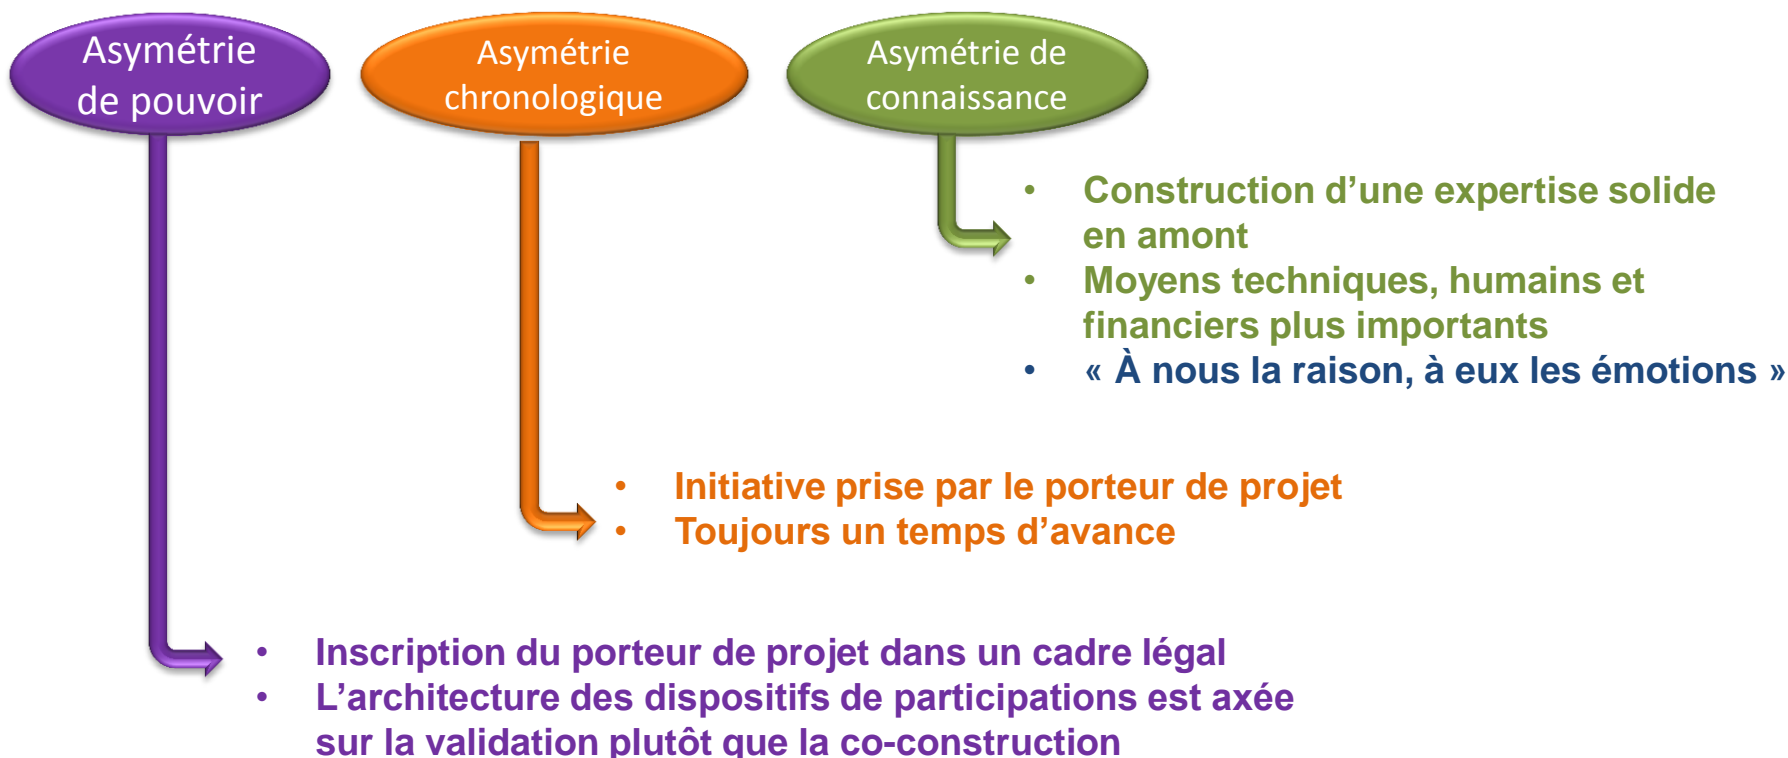 Asymétrie
de pouvoir
Asymétrie
chronologique
Asymétrie de
connaissance
• Construction d’une expertise solide
en amont
• Moyens techniques, humains et
financiers plus importants
• « À nous la raison, à eux les émotions »
• Initiative prise par le porteur de projet
• Toujours un temps d’avance
• Inscription du porteur de projet dans un cadre légal
• L’architecture des dispositifs de participations est axée
sur la validation plutôt que la co-construction